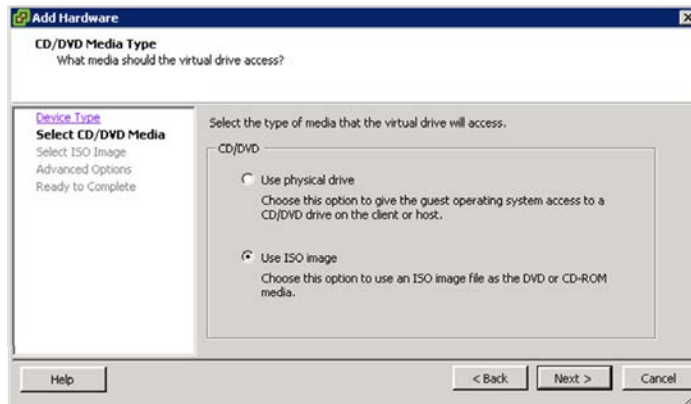 Add Hardware
CD/DVD Media Type
What media should the virtual drive access?
Device Type
Select CD/DVD Media
Select ISO Image
Advanced Options
Ready to Complete
Select the type of media that the virtual drive will access.
CD/DVD
Use physical drive
Choose this option to give the guest operating system access to a
CD/DVD drive on the client or host.
Use ISO image
Choose this option to use an ISO image file as the DVD or CD-ROM
media.
Help
< Back
Next >
Cancel